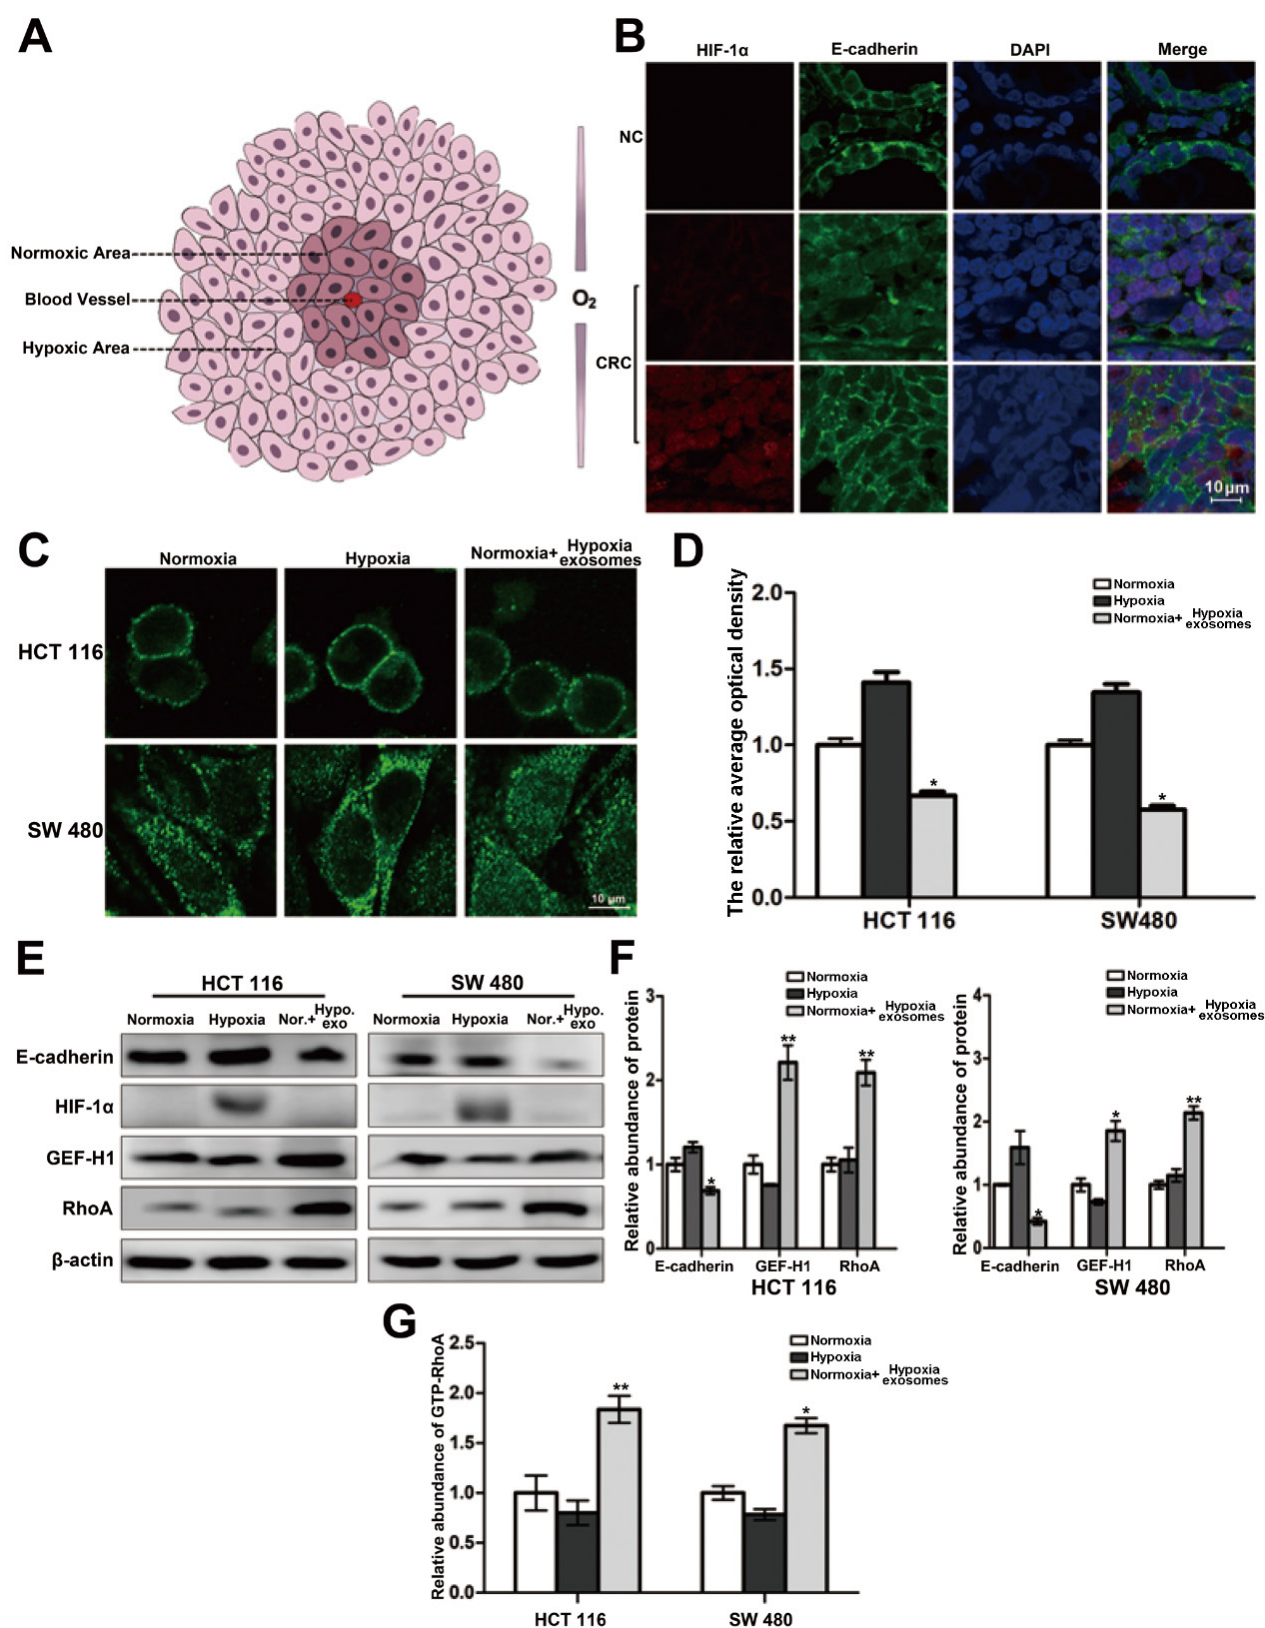 A
Normoxic Area
Blood Vessel
Hypoxic Area
O2
B
HIF-1α E-cadherin DAPI Merge
NC
CRC
10 μm
C
Normoxia Hypoxia Normoxia+ Hypoxia exosomes
HCT 116
SW 480
10 μm
D
The relative average optical density
2.0
1.5
1.0
0.5
0.0
Normoxia
Hypoxia
Normoxia+ Hypoxia exosomes
*
*
HCT 116 SW480
E
HCT 116 SW 480
Normoxia Hypoxia Nor.+ Hypo. exo Normoxia Hypoxia Nor.+ Hypo. exo
E-cadherin
HIF-1α
GEF-H1
RhoA
β-actin
F
Relative abundance of protein
3
2
1
0
Normoxia
Hypoxia
Normoxia+ Hypoxia exosomes
*
**
**
E-cadherin GEF-H1 RhoA
HCT 116
Relative abundance of protein
4
3
2
1
0
Normoxia
Hypoxia
Normoxia+ Hypoxia exosomes
*
*
**
E-cadherin GEF-H1 RhoA
SW 480
G
Relative abundance of GTP-RhoA
2.5
2.0
1.5
1.0
0.5
0.0
Normoxia
Hypoxia
Normoxia+ Hypoxia exosomes
**
*
HCT 116 SW 480